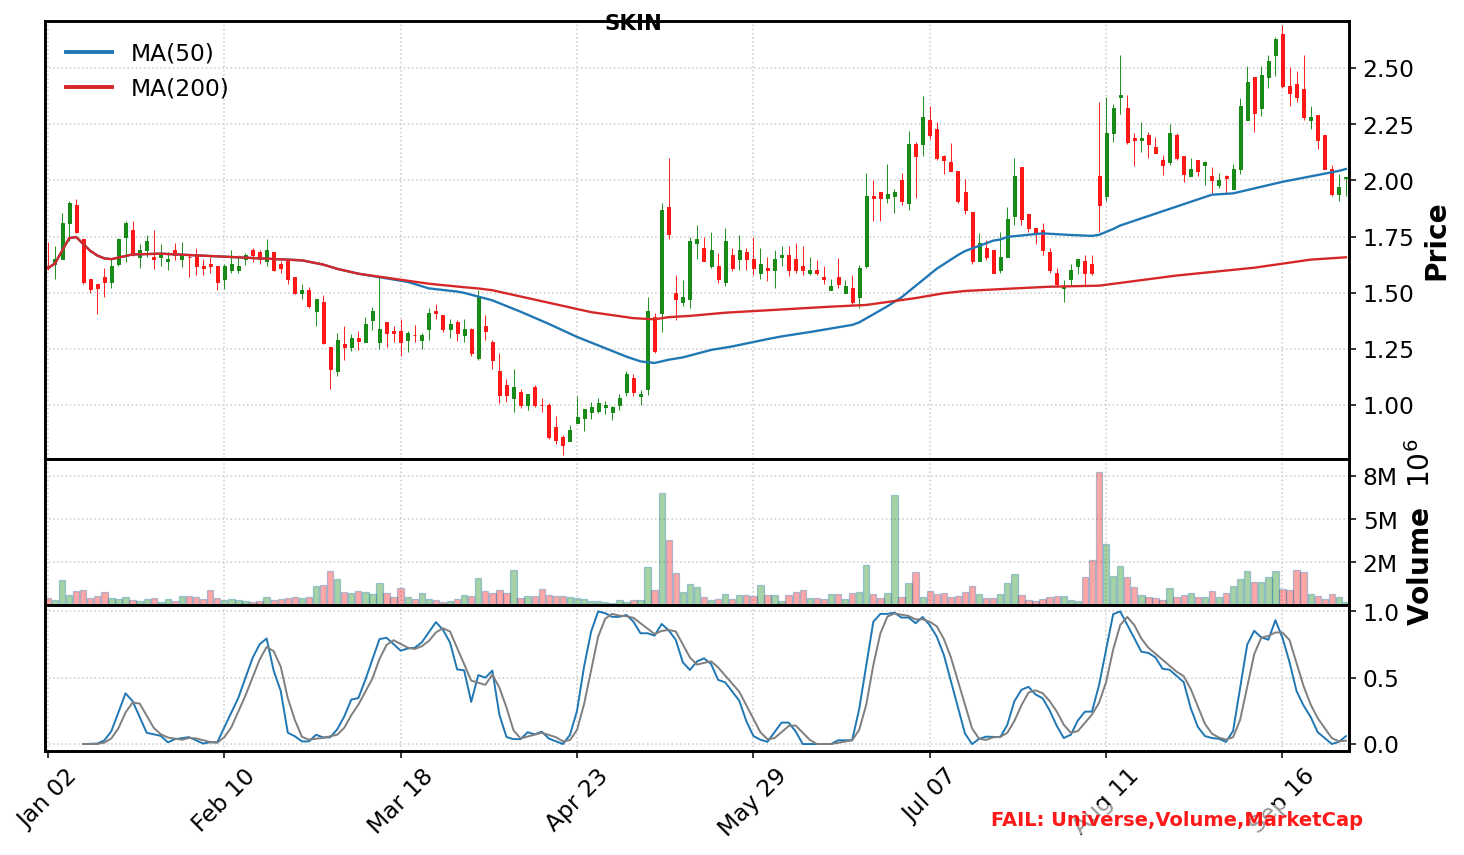 SKIN
MA(50)
MA(200)
2.50
2.25
2.00
1.75
1.50
1.25
1.00
Price
8M
5M
2M
Volume 10^6
1.0
0.5
0.0
Jan 02
Feb 10
Mar 18
Apr 23
May 29
Jul 07
Aug 11
Sep 16
FAIL: Universe,Volume,MarketCap